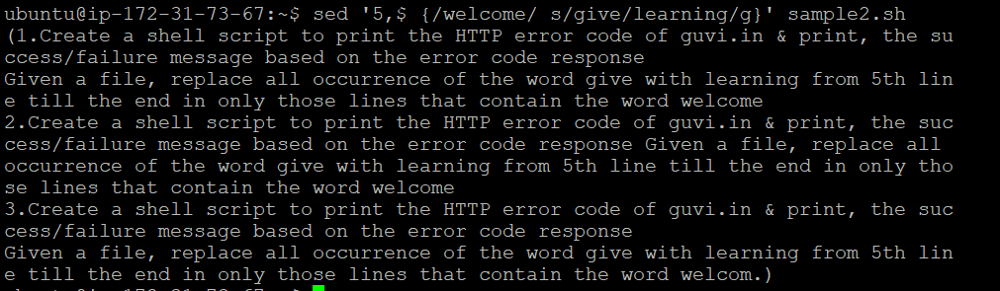 ubuntu@ip-172-31-73-67:~$ sed '5,$ {/welcome/ s/give/learning/g}' sample2.sh
(1.Create a shell script to print the HTTP error code of guvi.in & print, the su
ccess/failure message based on the error code response
Given a file, replace all occurrence of the word give with learning from 5th lin
e till the end in only those lines that contain the word welcome
2.Create a shell script to print the HTTP error code of guvi.in & print, the suc
cess/failure message based on the error code response Given a file, replace all
occurrence of the word give with learning from 5th line till the end in only tho
se lines that contain the word welcome
3.Create a shell script to print the HTTP error code of guvi.in & print, the suc
cess/failure message based on the error code response
Given a file, replace all occurrence of the word give with learning from 5th lin
e till the end in only those lines that contain the word welcom.)
ubuntu@ip-172-31-73-67:~$